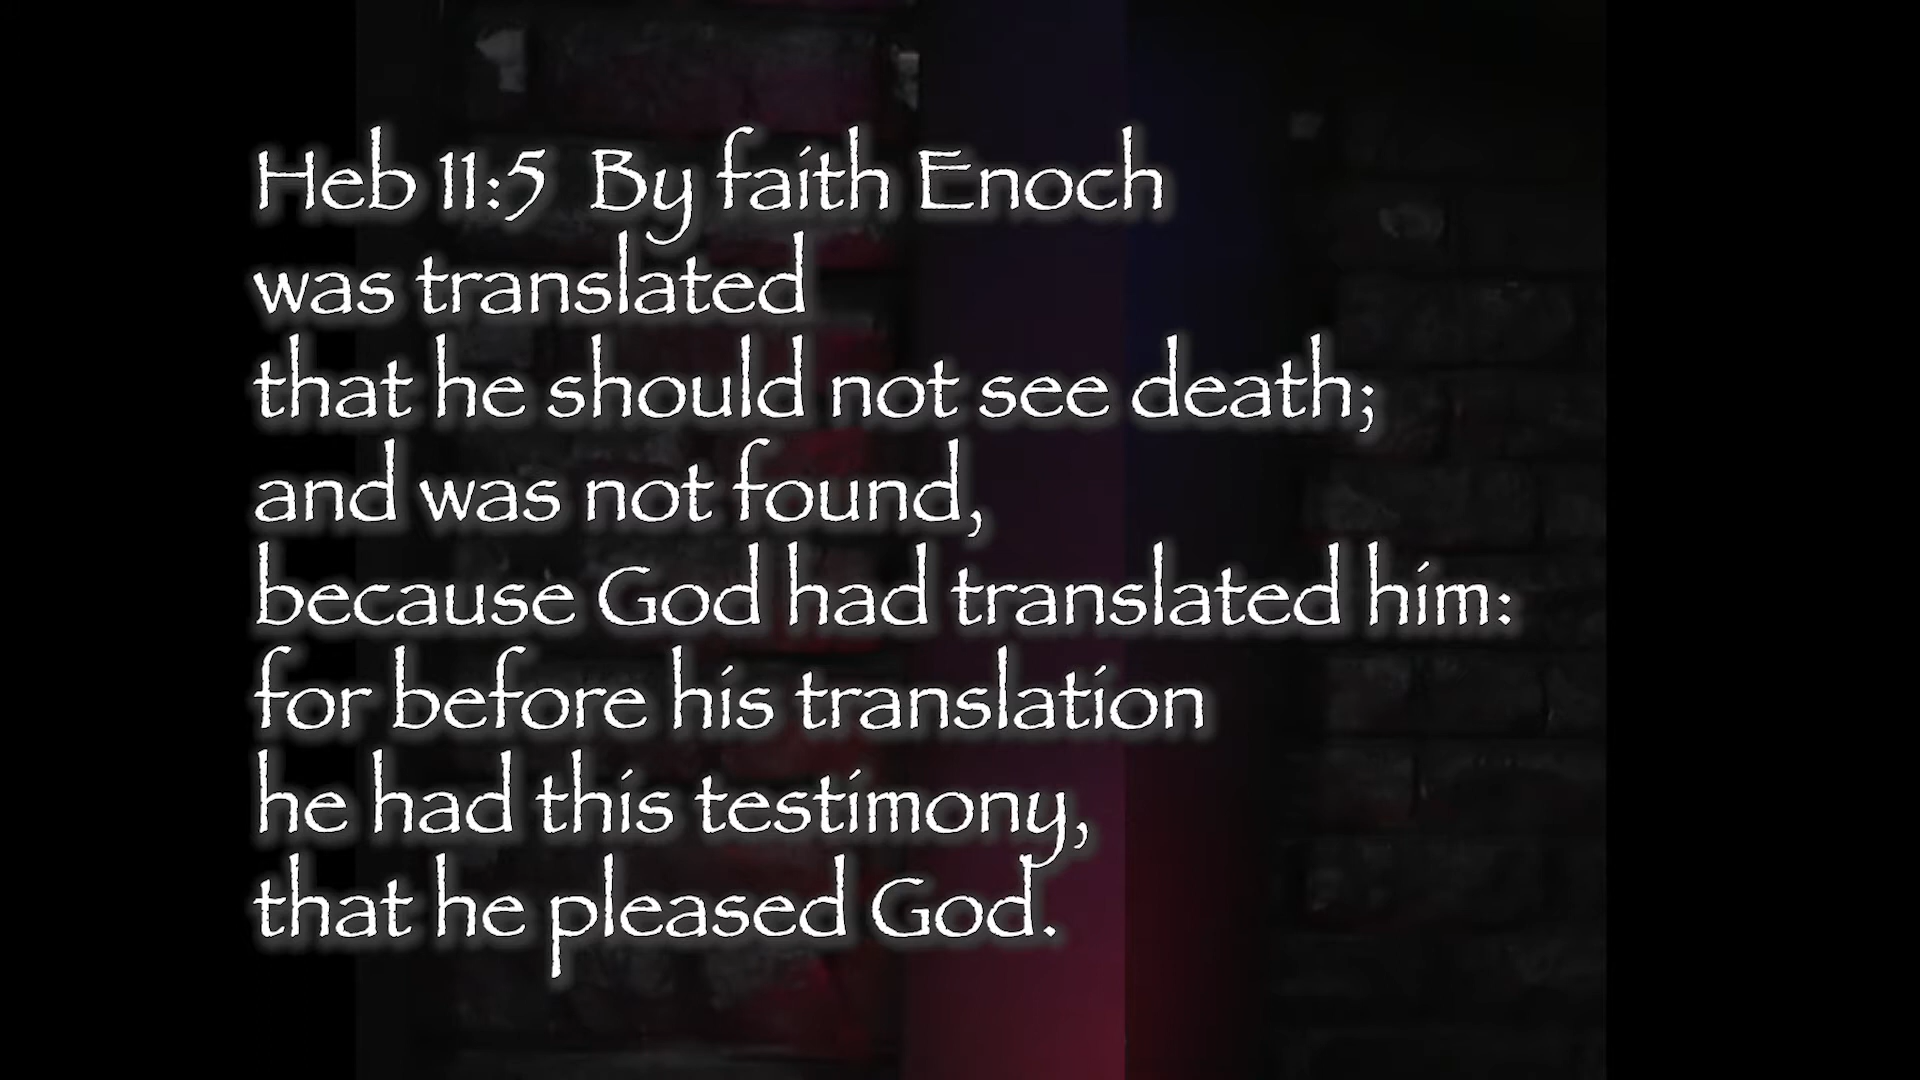 Heb 11:5 By faith Enoch
was translated
that he should not see death;
and was not found,
because God had translated him:
for before his translation
he had this testimony,
that he pleased God.